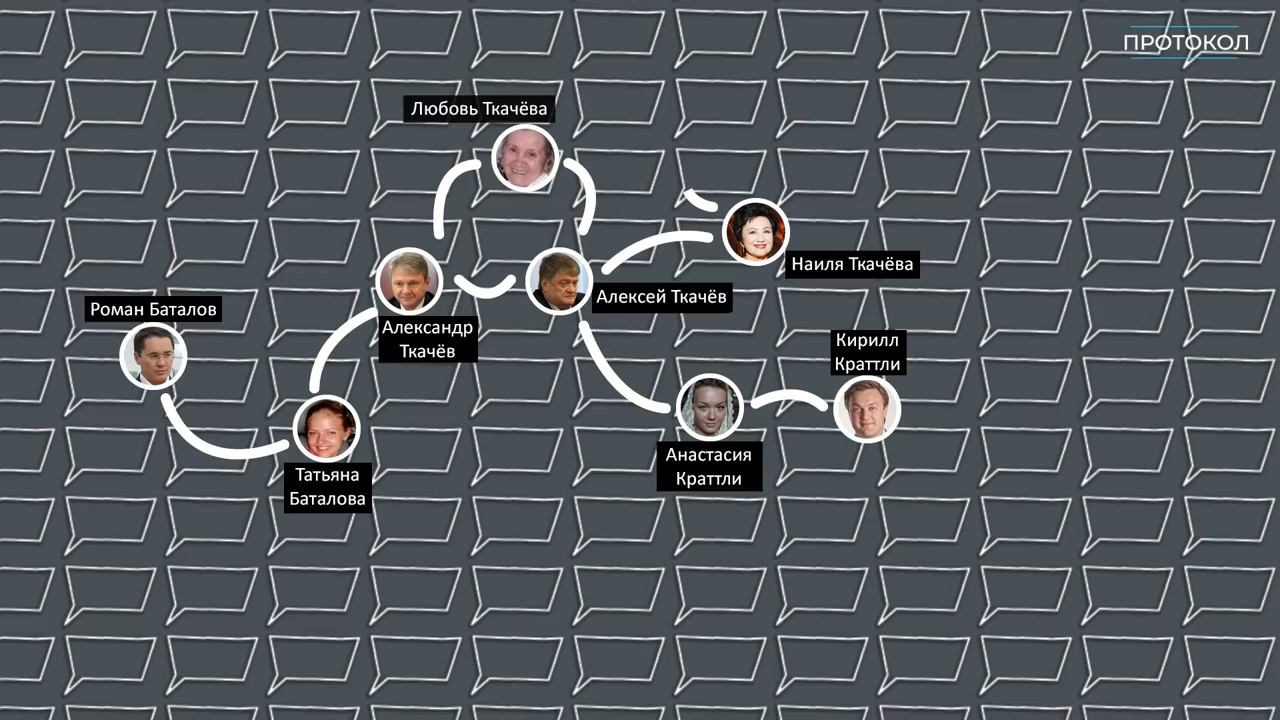 ПРОТОКОЛ
Любовь Ткачёва
Наиля Ткачёва
Алексей Ткачёв
Роман Баталов
Александр
Ткачёв
Кирилл
Краттли
Анастасия
Краттли
Татьяна
Баталова